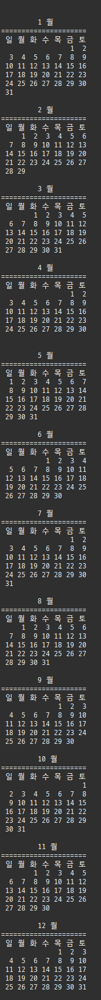 1 월
=====================
일 월 화 수 목 금 토
1 2
3 4 5 6 7 8 9
10 11 12 13 14 15 16
17 18 19 20 21 22 23
24 25 26 27 28 29 30
31
2 월
=====================
일 월 화 수 목 금 토
1 2 3 4 5 6
7 8 9 10 11 12 13
14 15 16 17 18 19 20
21 22 23 24 25 26 27
28 29
3 월
=====================
일 월 화 수 목 금 토
1 2 3 4 5
6 7 8 9 10 11 12
13 14 15 16 17 18 19
20 21 22 23 24 25 26
27 28 29 30 31
4 월
=====================
일 월 화 수 목 금 토
1 2
3 4 5 6 7 8 9
10 11 12 13 14 15 16
17 18 19 20 21 22 23
24 25 26 27 28 29 30
5 월
=====================
일 월 화 수 목 금 토
1 2 3 4 5 6 7
8 9 10 11 12 13 14
15 16 17 18 19 20 21
22 23 24 25 26 27 28
29 30 31
6 월
=====================
일 월 화 수 목 금 토
1 2 3 4
5 6 7 8 9 10 11
12 13 14 15 16 17 18
19 20 21 22 23 24 25
26 27 28 29 30
7 월
=====================
일 월 화 수 목 금 토
1 2
3 4 5 6 7 8 9
10 11 12 13 14 15 16
17 18 19 20 21 22 23
24 25 26 27 28 29 30
31
8 월
=====================
일 월 화 수 목 금 토
1 2 3 4 5 6
7 8 9 10 11 12 13
14 15 16 17 18 19 20
21 22 23 24 25 26 27
28 29 30 31
9 월
=====================
일 월 화 수 목 금 토
1 2 3
4 5 6 7 8 9 10
11 12 13 14 15 16 17
18 19 20 21 22 23 24
25 26 27 28 29 30
10 월
=====================
일 월 화 수 목 금 토
1
2 3 4 5 6 7 8
9 10 11 12 13 14 15
16 17 18 19 20 21 22
23 24 25 26 27 28 29
30 31
11 월
=====================
일 월 화 수 목 금 토
1 2 3 4 5
6 7 8 9 10 11 12
13 14 15 16 17 18 19
20 21 22 23 24 25 26
27 28 29 30
12 월
=====================
일 월 화 수 목 금 토
1 2 3
4 5 6 7 8 9 10
11 12 13 14 15 16 17
18 19 20 21 22 23 24
25 26 27 28 29 30 31